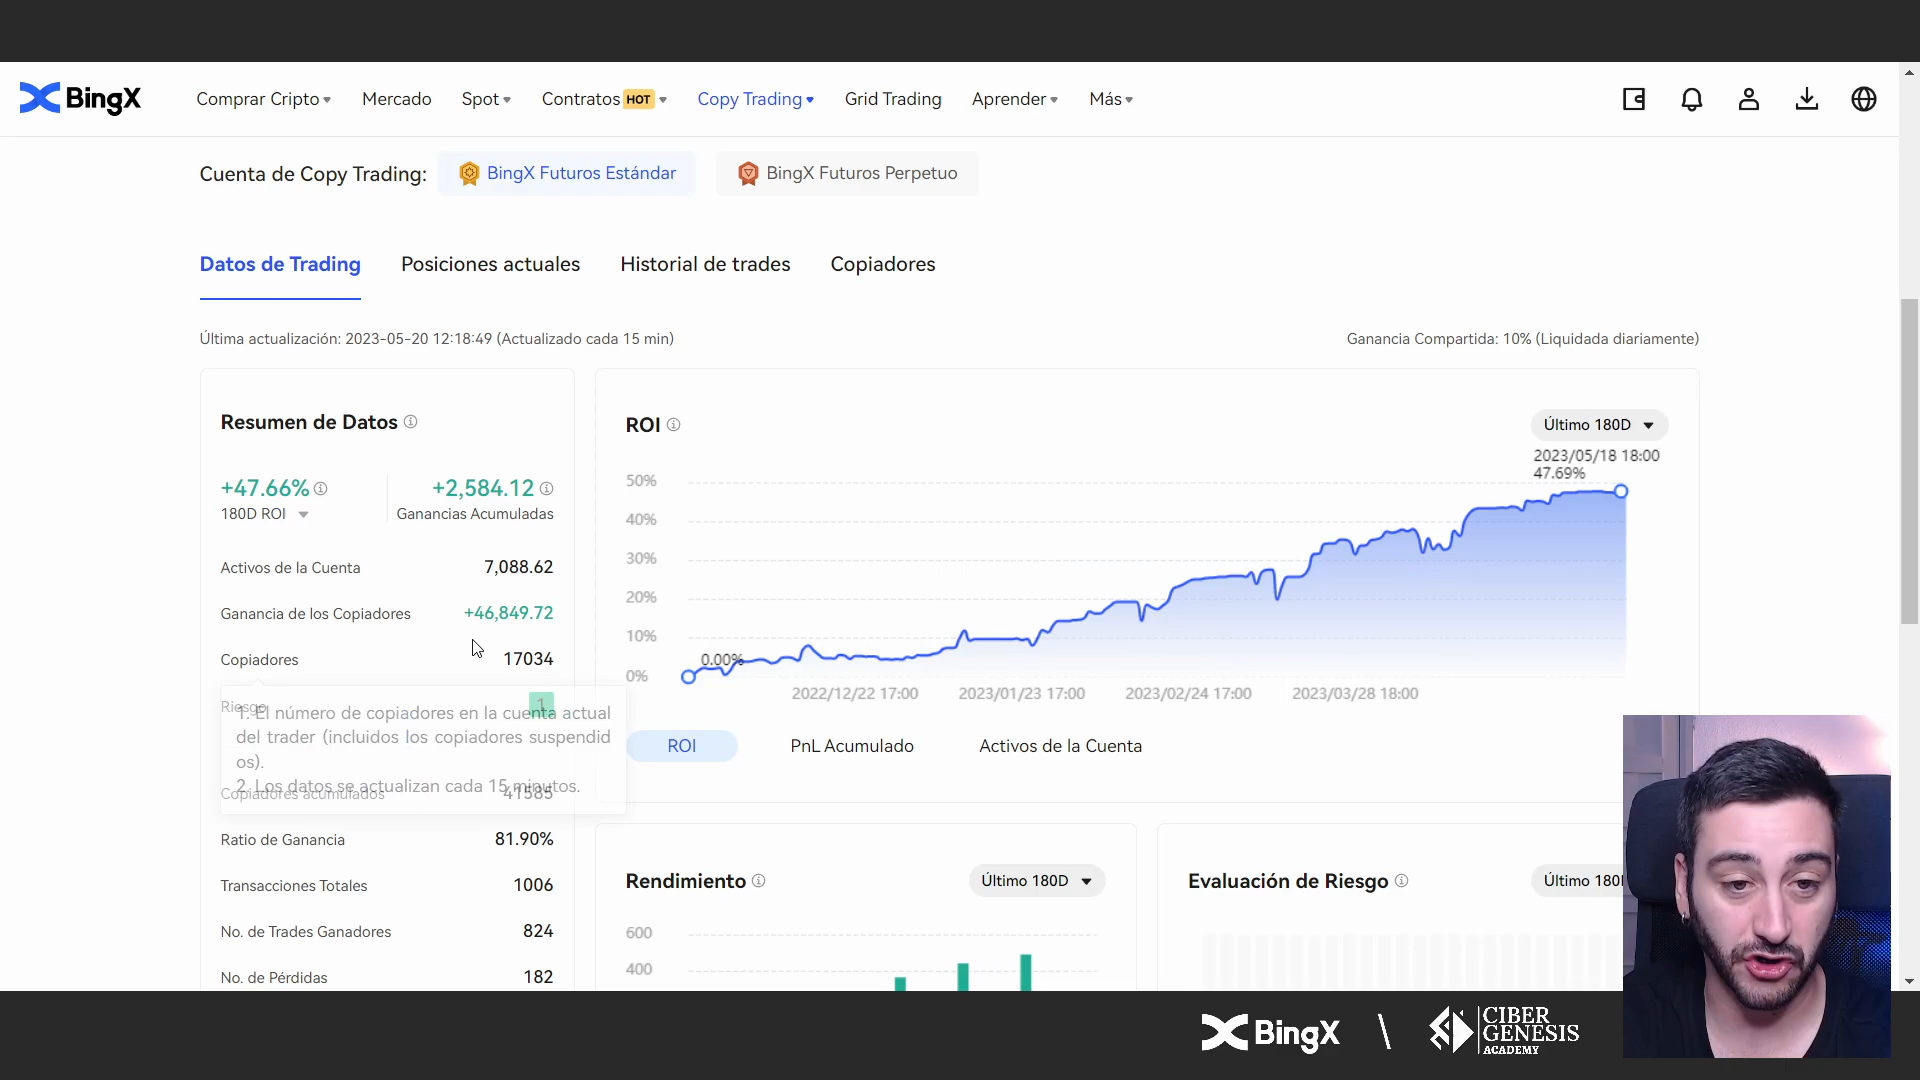 BingX
Comprar Cripto
Mercado
Spot
Contratos HOT
Copy Trading
Grid Trading
Aprender
Más
Cuenta de Copy Trading:
BingX Futuros Estándar
BingX Futuros Perpetuo
Datos de Trading
Posiciones actuales
Historial de trades
Copiadores
Última actualización: 2023-05-20 12:18:49 (Actualizado cada 15 min)
Ganancia Compartida: 10% (Liquidada diariamente)
Resumen de Datos
+47.66%
180D ROI
+2,584.12
Ganancias Acumuladas
Activos de la Cuenta 7,088.62
Ganancia de los Copiadores +46,849.72
Copiadores 17034
Riesgo 1
1. El número de copiadores en la cuenta actual
del trader (incluidos los copiadores suspendid
os).
2. Los datos se actualizan cada 15 minutos.
Copiadores acumulados 41585
Ratio de Ganancia 81.90%
Transacciones Totales 1006
No. de Trades Ganadores 824
No. de Pérdidas 182
ROI
Último 180D
2023/05/18 18:00
47.69%
50%
40%
30%
20%
10%
0%
0.00%
2022/12/22 17:00
2023/01/23 17:00
2023/02/24 17:00
2023/03/28 18:00
ROI
PnL Acumulado
Activos de la Cuenta
Rendimiento
Último 180D
600
400
Evaluación de Riesgo
Último 180
BingX \ CIBER
GENESIS
ACADEMY